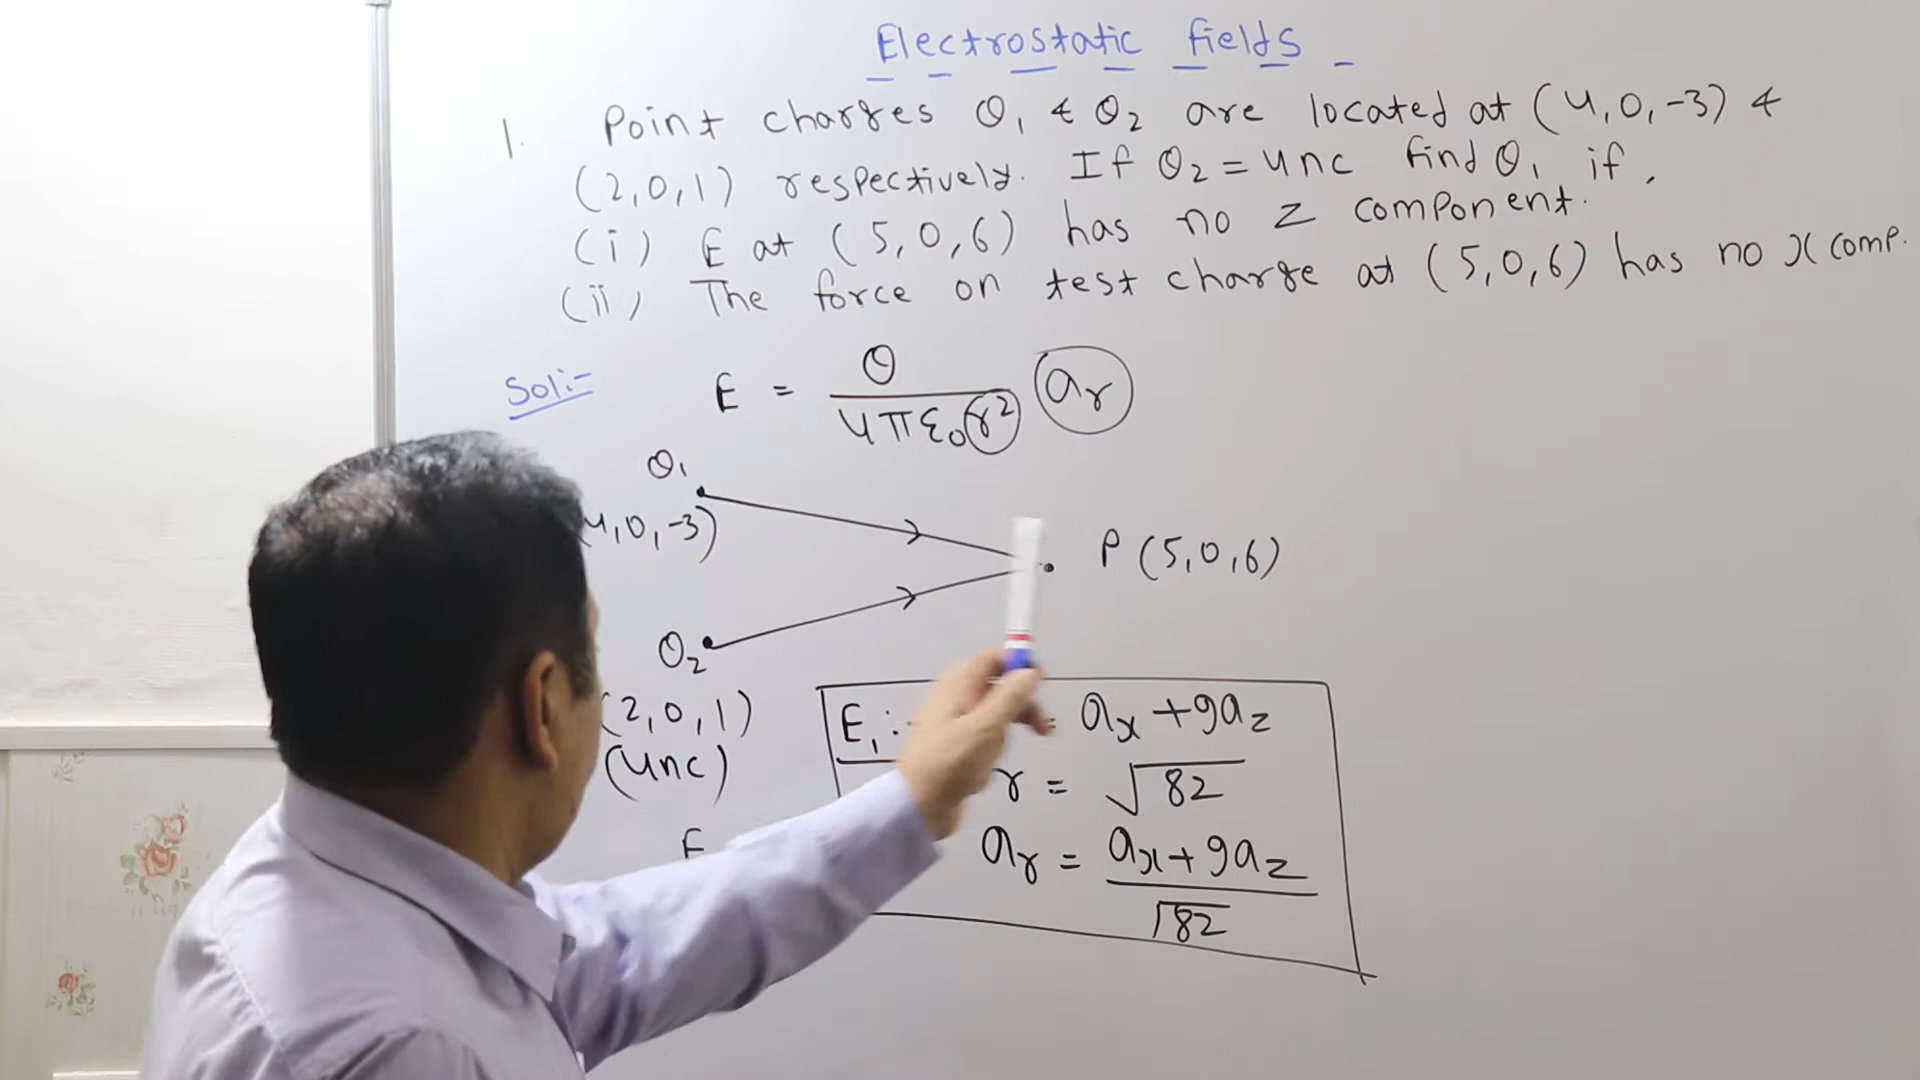 Electrostatic fields
1. Point charges Q₁ & Q₂ are located at (4,0,-3) &
(2,0,1) respectively. If Q₂ = 4nc find Q₁ if,
(i) E at (5,0,6) has no Z component.
(ii) The force on test charge at (5,0,6) has no x comp.
Sol:-
E = Q / 4πε₀r² aᵣ
Q₁
4,0,-3)
P (5,0,6)
Q₂
(2,0,1)
(4nc)
E
E₁:- = aₓ + 9a_z
r = √82
aᵣ = aₓ + 9a_z / √82